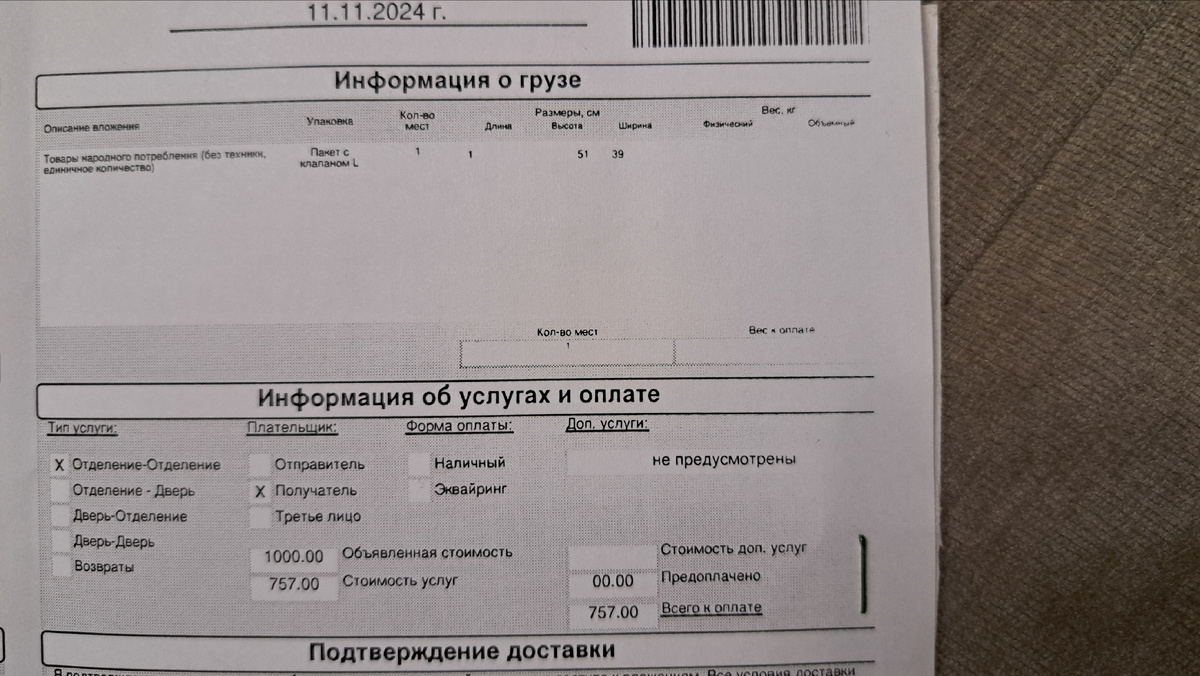 11.11.2024 г.
Информация о грузе
Описание вложения Упаковка Кол-во мест Размеры, см Вес, кг
Длина Высота Ширина Физический Объемный
Товары народного потребления (без техники, Пакет с 1 1 51 39
единичное количество) клапаном L
Кол-во мест Вес к оплате
1
Информация об услугах и оплате
Тип услуги: Плательщик: Форма оплаты: Доп. услуги:
X Отделение-Отделение Отправитель Наличный не предусмотрены
Отделение - Дверь X Получатель Эквайринг
Дверь-Отделение Третье лицо
Дверь-Дверь 1000.00 Объявленная стоимость Стоимость доп. услуг
Возвраты 757.00 Стоимость услуг 00.00 Предоплачено
757.00 Всего к оплате
Подтверждение доставки